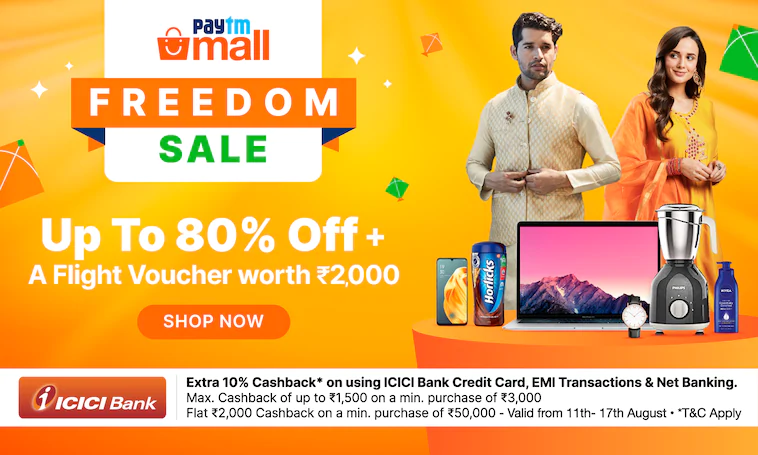 paytm
mall
FREEDOM
SALE
Up To 80% Off +
A Flight Voucher worth ₹2,000
SHOP NOW
Horlicks
PHILIPS
NIVEA
i ICICI Bank
Extra 10% Cashback* on using ICICI Bank Credit Card, EMI Transactions & Net Banking.
Max. Cashback of up to ₹1,500 on a min. purchase of ₹3,000
Flat ₹2,000 Cashback on a min. purchase of ₹50,000 - Valid from 11th- 17th August • *T&C Apply